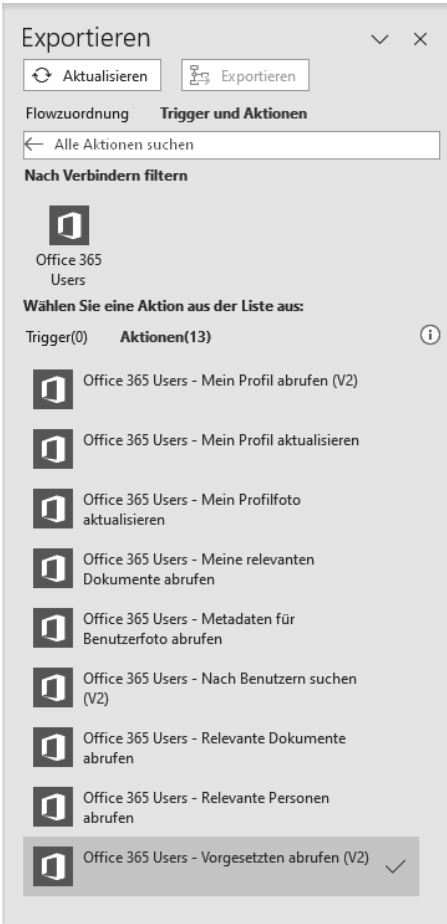 Exportieren
Aktualisieren Exportieren
Flowzuordnung Trigger und Aktionen
Alle Aktionen suchen
Nach Verbindern filtern
Office 365
Users
Wählen Sie eine Aktion aus der Liste aus:
Trigger(0) Aktionen(13)
Office 365 Users - Mein Profil abrufen (V2)
Office 365 Users - Mein Profil aktualisieren
Office 365 Users - Mein Profilfoto
aktualisieren
Office 365 Users - Meine relevanten
Dokumente abrufen
Office 365 Users - Metadaten für
Benutzerfoto abrufen
Office 365 Users - Nach Benutzern suchen
(V2)
Office 365 Users - Relevante Dokumente
abrufen
Office 365 Users - Relevante Personen
abrufen
Office 365 Users - Vorgesetzten abrufen (V2)